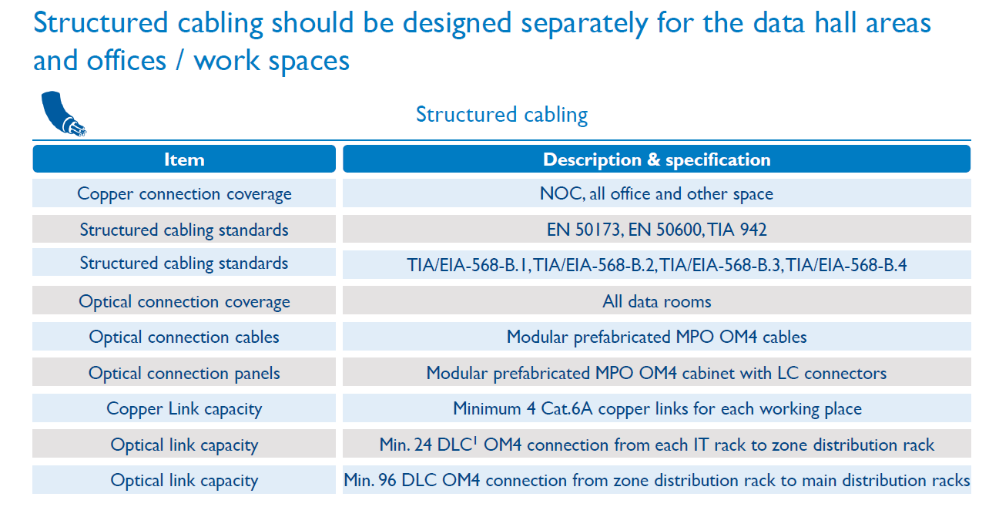 Structured cabling should be designed separately for the data hall areas
and offices / work spaces
Structured cabling
Item Description & specification
Copper connection coverage NOC, all office and other space
Structured cabling standards EN 50173, EN 50600, TIA 942
Structured cabling standards TIA/EIA-568-B.1, TIA/EIA-568-B.2, TIA/EIA-568-B.3, TIA/EIA-568-B.4
Optical connection coverage All data rooms
Optical connection cables Modular prefabricated MPO OM4 cables
Optical connection panels Modular prefabricated MPO OM4 cabinet with LC connectors
Copper Link capacity Minimum 4 Cat.6A copper links for each working place
Optical link capacity Min. 24 DLC¹ OM4 connection from each IT rack to zone distribution rack
Optical link capacity Min. 96 DLC OM4 connection from zone distribution rack to main distribution racks